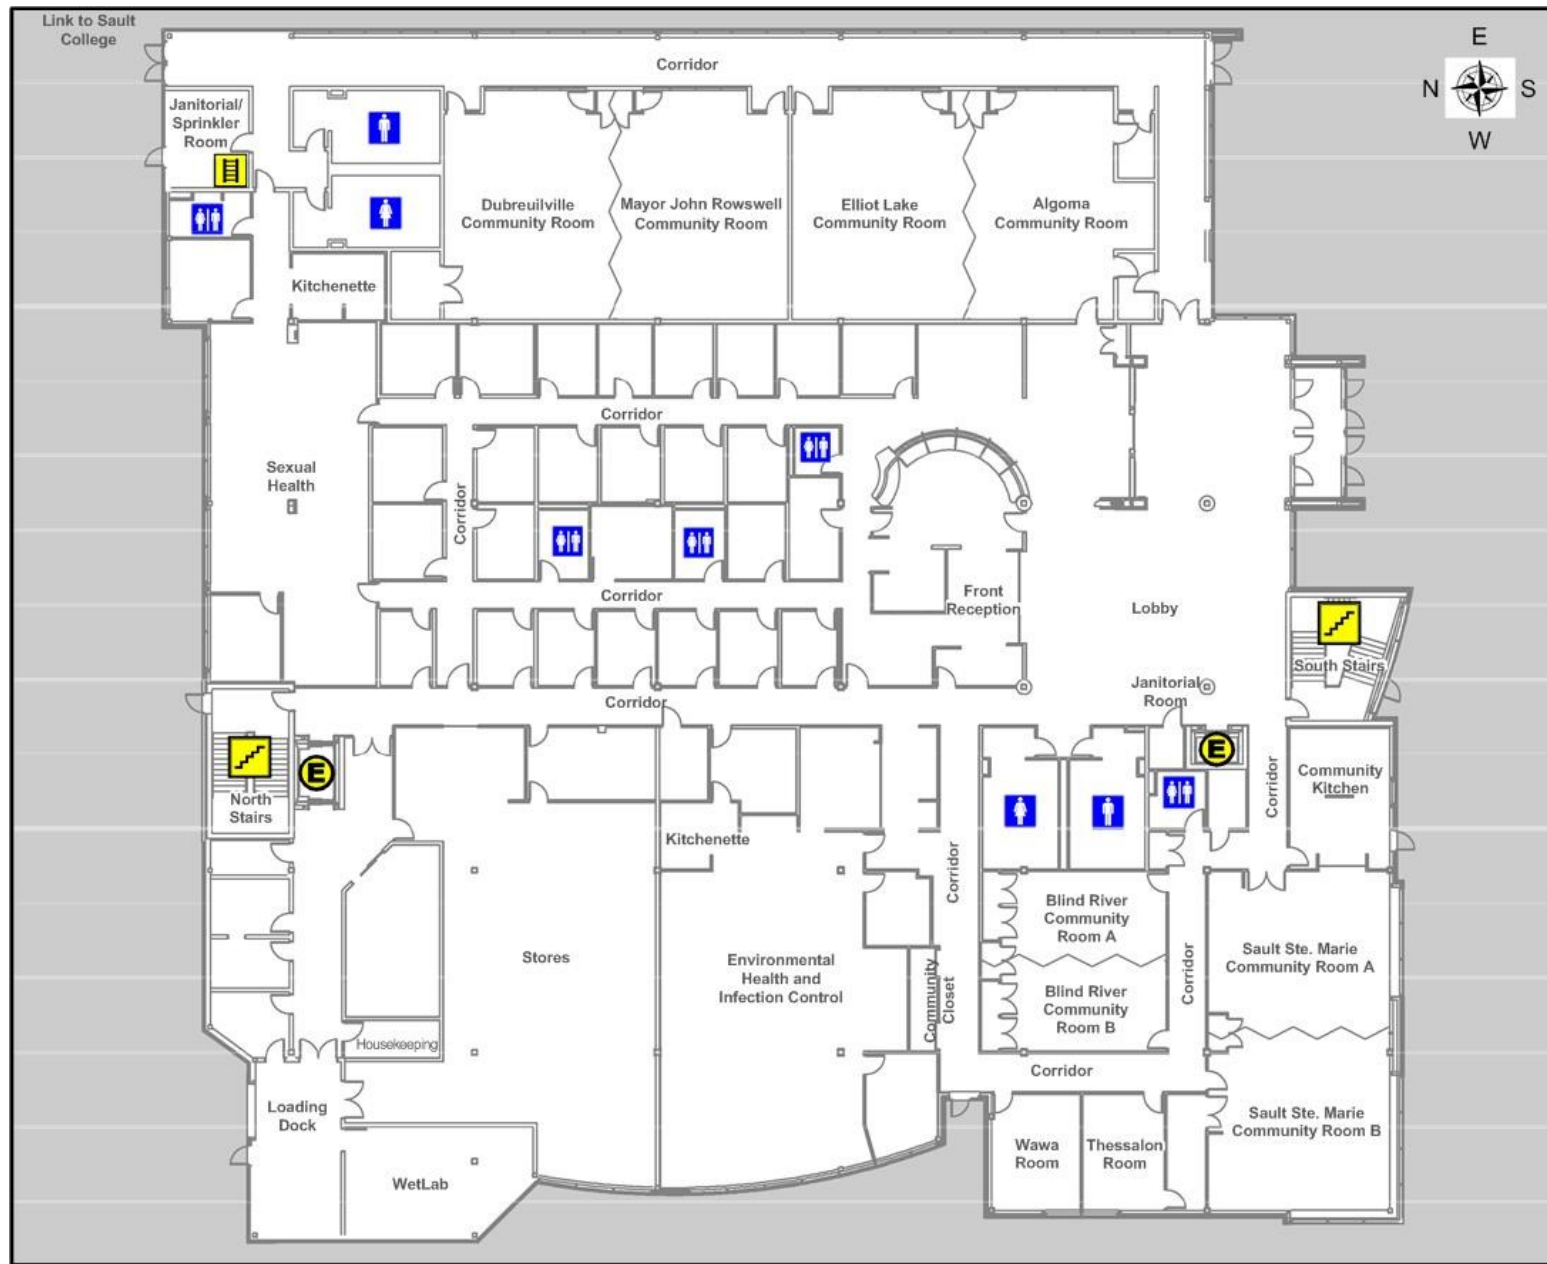 Link to Sault
College
E
N
S
W
Corridor
Janitorial/
Sprinkler
Room
Dubreuilville
Community Room
Mayor John Rowswell
Community Room
Elliot Lake
Community Room
Algoma
Community Room
Kitchenette
Corridor
Sexual
Health
Corridor
Corridor
Front
Reception
Lobby
South Stairs
Janitorial
Room
Corridor
E
E
North
Stairs
Corridor
Community
Kitchen
Kitchenette
Corridor
Blind River
Community
Room A
Sault Ste. Marie
Community Room A
Stores
Environmental
Health and
Infection Control
Community
Closet
Corridor
Blind River
Community
Room B
Housekeeping
Corridor
Loading
Dock
Sault Ste. Marie
Community Room B
Wawa
Room
Thessalon
Room
WetLab